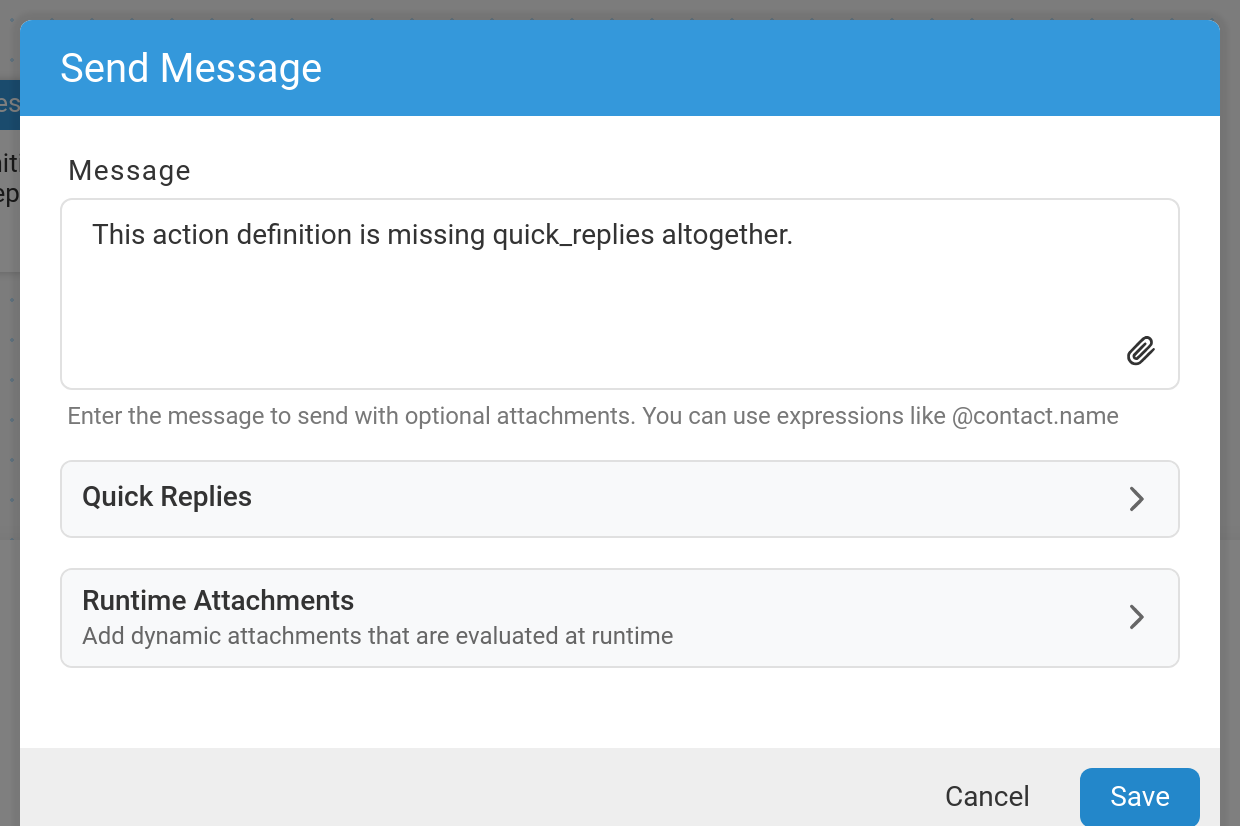 Send Message
Message
This action definition is missing quick_replies altogether.
Enter the message to send with optional attachments. You can use expressions like @contact.name
Quick Replies
Runtime Attachments
Add dynamic attachments that are evaluated at runtime
Cancel
Save